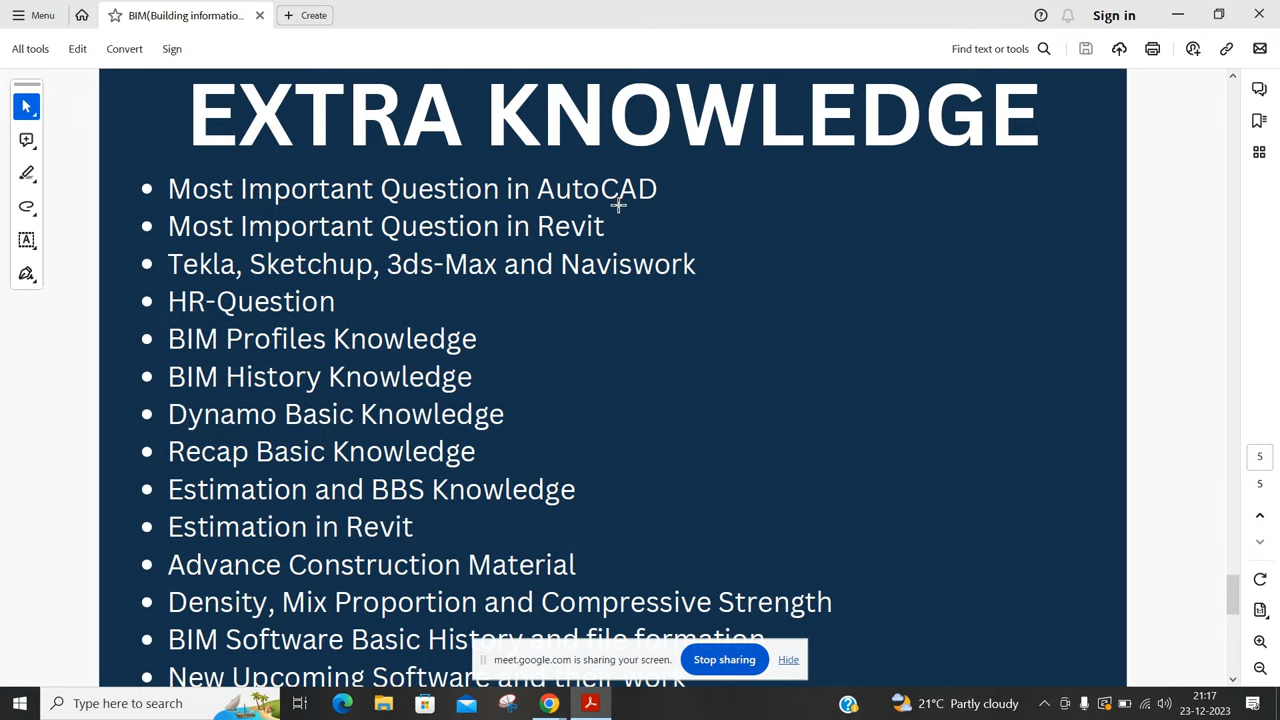 Menu
BIM(Building informatio...
Create
Sign in
All tools
Edit
Convert
Sign
Find text or tools
EXTRA KNOWLEDGE
• Most Important Question in AutoCAD
• Most Important Question in Revit
• Tekla, Sketchup, 3ds-Max and Naviswork
• HR-Question
• BIM Profiles Knowledge
• BIM History Knowledge
• Dynamo Basic Knowledge
• Recap Basic Knowledge
• Estimation and BBS Knowledge
• Estimation in Revit
• Advance Construction Material
• Density, Mix Proportion and Compressive Strength
• BIM Software Basic History and file formation
• New Upcoming Software and their work
5
5
meet.google.com is sharing your screen.
Stop sharing
Hide
Type here to search
21°C Partly cloudy
21:17
23-12-2023